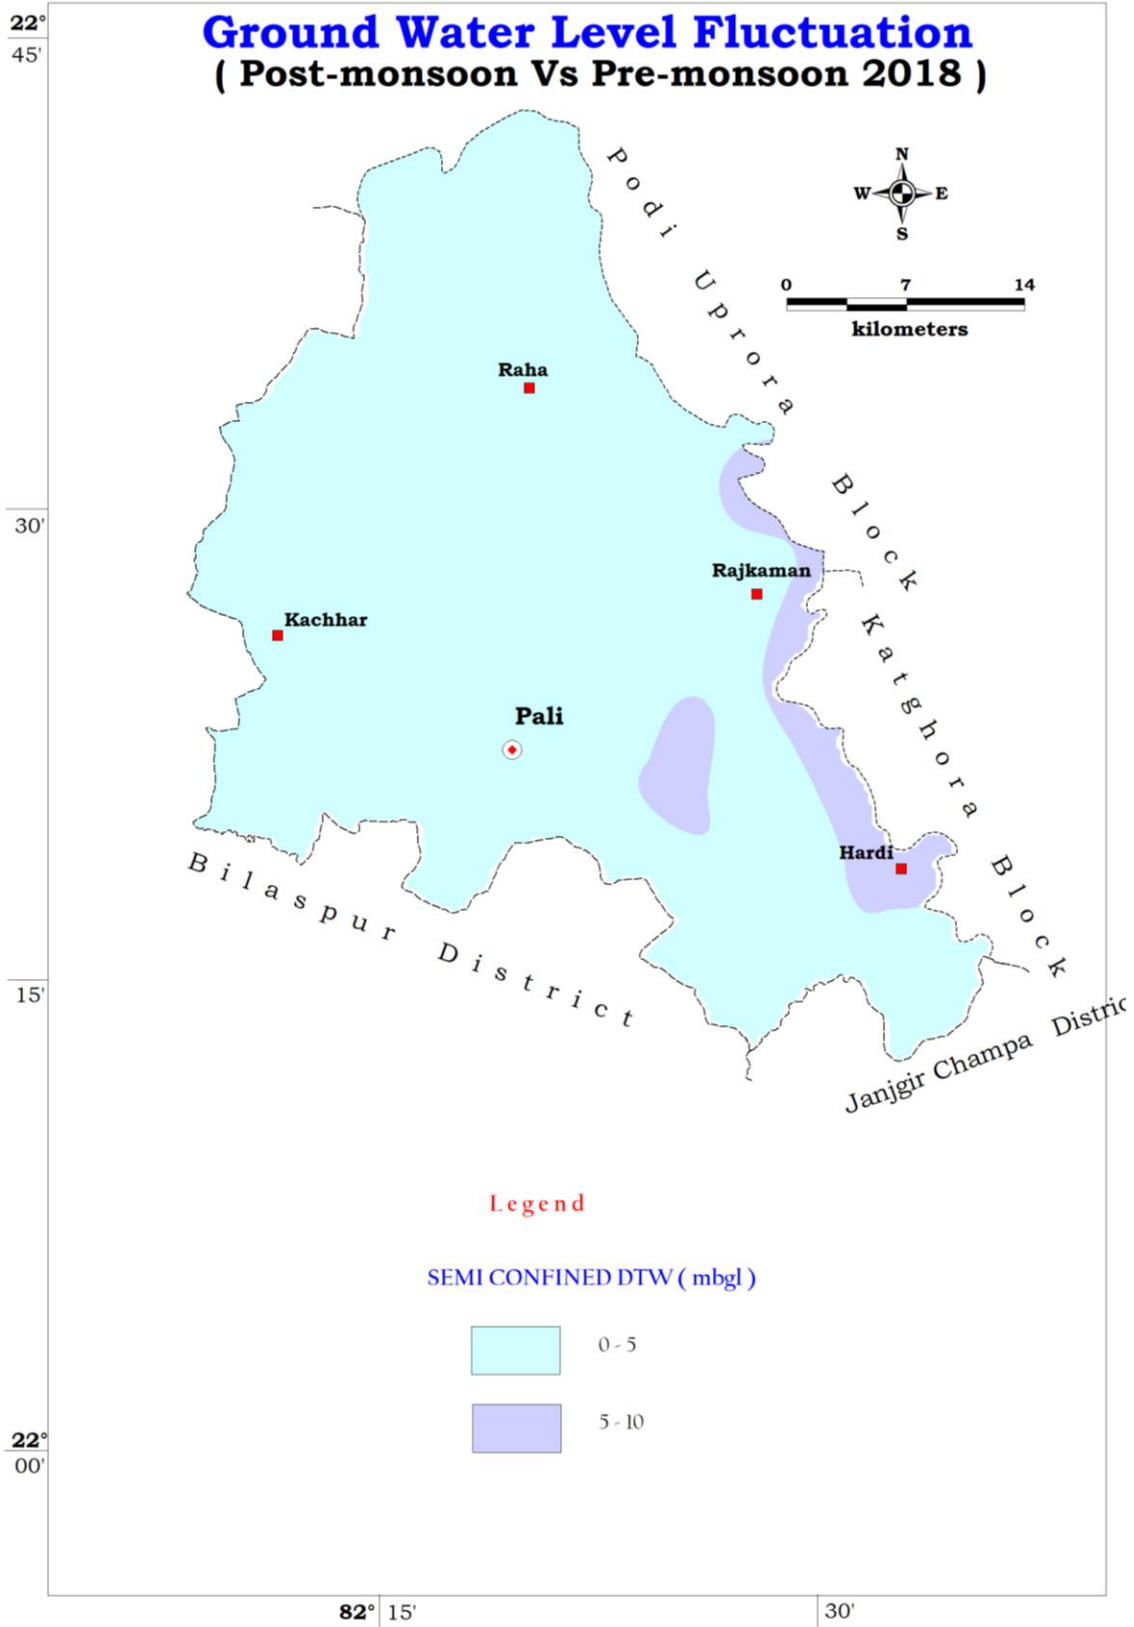 Ground Water Level Fluctuation
( Post-monsoon Vs Pre-monsoon 2018 )
22°
45'
N
W E
S
0 7 14
kilometers
Podi Uprora Block
Raha
30'
Rajkaman
Kachhar
Katghora Block
Pali
Hardi
Bilaspur District
15'
Janjgir Champa Distric
Legend
SEMI CONFINED DTW ( mbgl )
0 - 5
5 - 10
22°
00'
82° 15' 30'